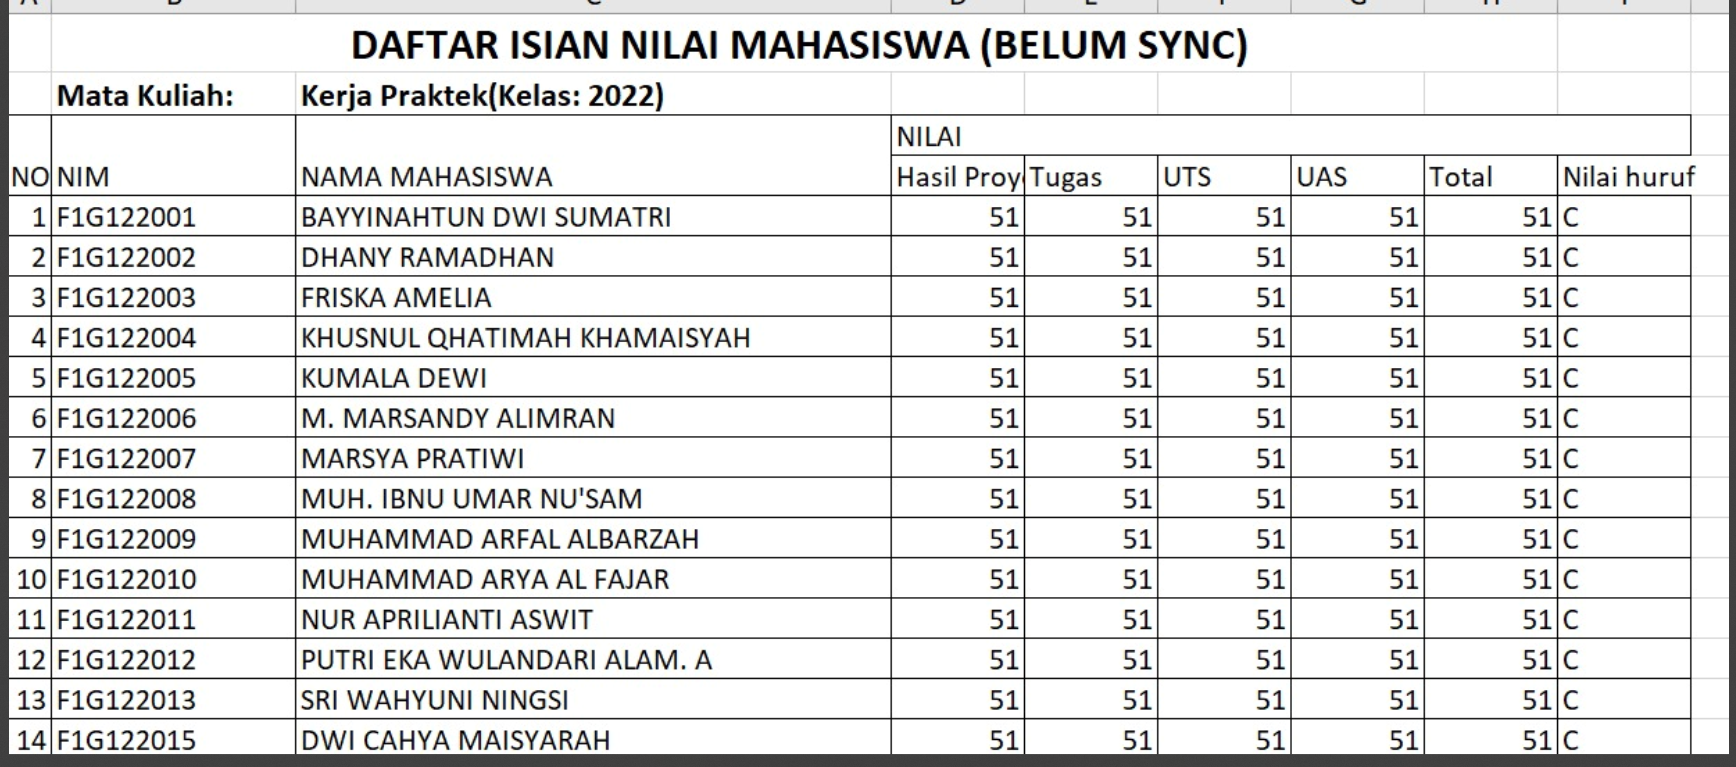 DAFTAR ISIAN NILAI MAHASISWA (BELUM SYNC)
Mata Kuliah: Kerja Praktek(Kelas: 2022)
NILAI
NO NIM NAMA MAHASISWA Hasil Proy Tugas UTS UAS Total Nilai huruf
1 F1G122001 BAYYINAHTUN DWI SUMATRI 51 51 51 51 51 C
2 F1G122002 DHANY RAMADHAN 51 51 51 51 51 C
3 F1G122003 FRISKA AMELIA 51 51 51 51 51 C
4 F1G122004 KHUSNUL QHATIMAH KHAMAISYAH 51 51 51 51 51 C
5 F1G122005 KUMALA DEWI 51 51 51 51 51 C
6 F1G122006 M. MARSANDY ALIMRAN 51 51 51 51 51 C
7 F1G122007 MARSYA PRATIWI 51 51 51 51 51 C
8 F1G122008 MUH. IBNU UMAR NU'SAM 51 51 51 51 51 C
9 F1G122009 MUHAMMAD ARFAL ALBARZAH 51 51 51 51 51 C
10 F1G122010 MUHAMMAD ARYA AL FAJAR 51 51 51 51 51 C
11 F1G122011 NUR APRILIANTI ASWIT 51 51 51 51 51 C
12 F1G122012 PUTRI EKA WULANDARI ALAM. A 51 51 51 51 51 C
13 F1G122013 SRI WAHYUNI NINGSI 51 51 51 51 51 C
14 F1G122015 DWI CAHYA MAISYARAH 51 51 51 51 51 C